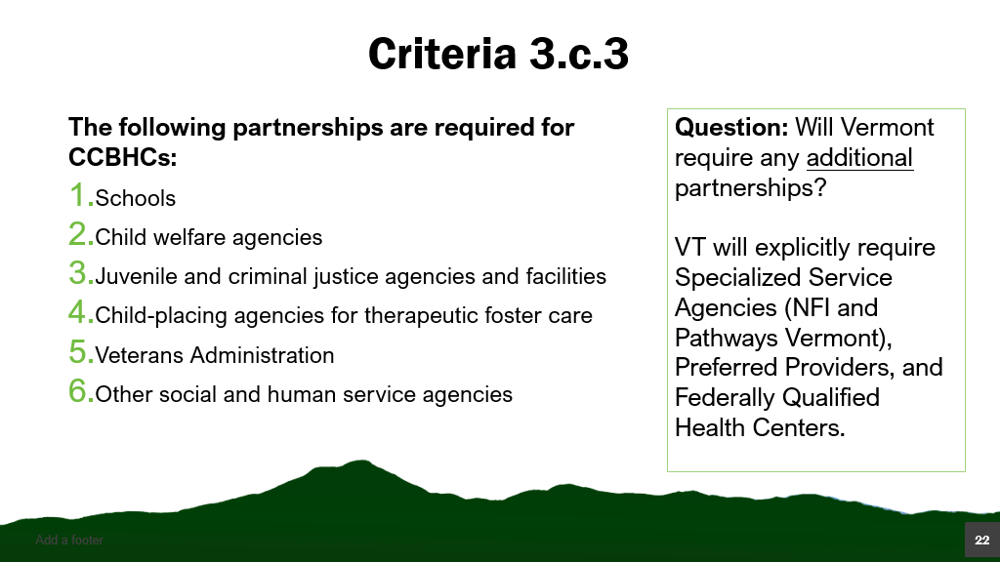 Criteria 3.c.3
The following partnerships are required for
CCBHCs:
1.Schools
2.Child welfare agencies
3.Juvenile and criminal justice agencies and facilities
4.Child-placing agencies for therapeutic foster care
5.Veterans Administration
6.Other social and human service agencies
Question: Will Vermont
require any additional
partnerships?
VT will explicitly require
Specialized Service
Agencies (NFI and
Pathways Vermont),
Preferred Providers, and
Federally Qualified
Health Centers.
Add a footer
22